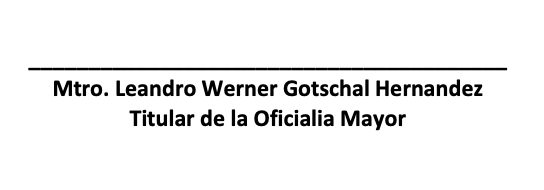 Mtro. Leandro Werner Gotschal Hernandez
Titular de la Oficialia Mayor